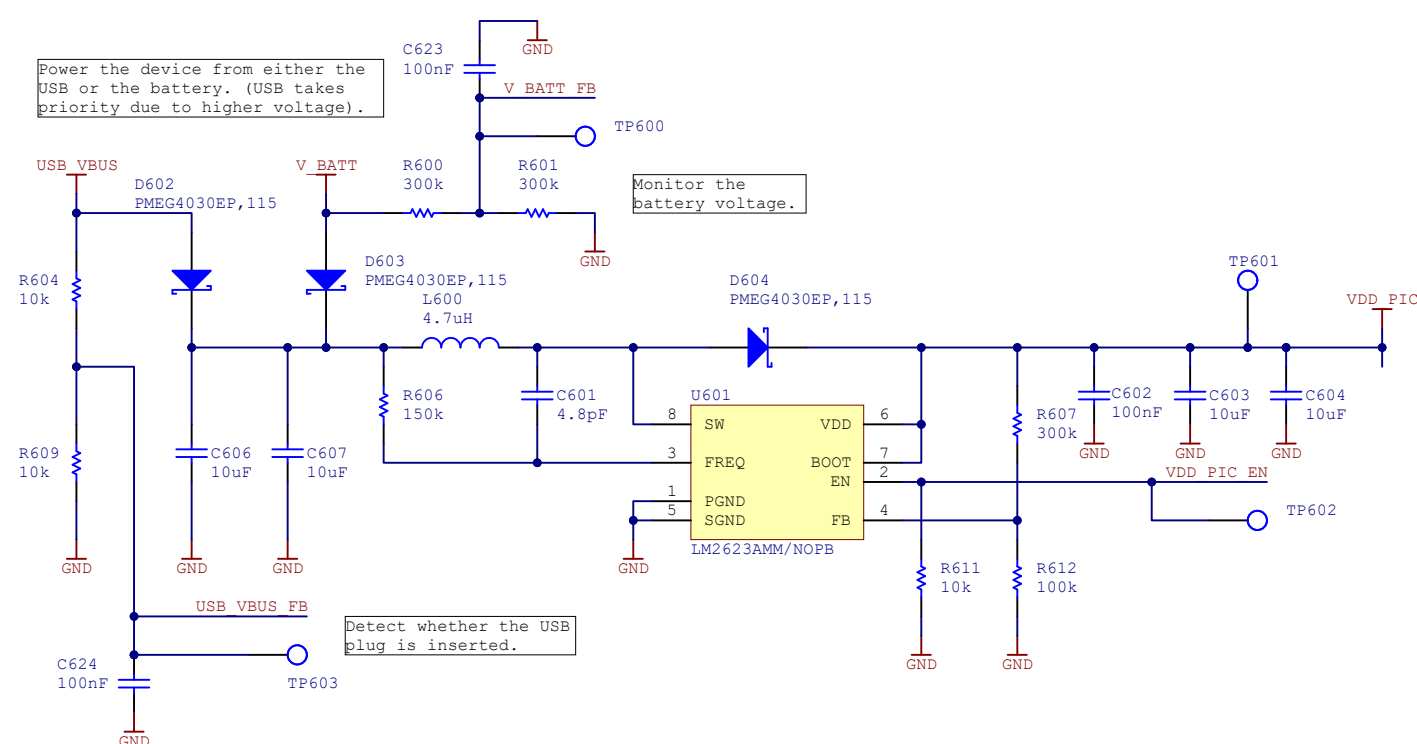 C623
100nF
GND
Power the device from either the
USB or the battery. (USB takes
priority due to higher voltage).
V_BATT_FB
TP600
USB_VBUS
V_BATT
R600
300k
R601
300k
D602
PMEG4030EP,115
Monitor the
battery voltage.
GND
D603
PMEG4030EP,115
D604
PMEG4030EP,115
TP601
VDD_PIC
R604
10k
L600
4.7uH
R606
150k
C601
4.8pF
U601
8
SW
VDD
6
3
FREQ
BOOT
7
EN
2
1
PGND
5
SGND
FB
4
LM2623AMM/NOPB
R607
300k
C602
100nF
GND
C603
10uF
GND
C604
10uF
GND
R609
10k
C606
10uF
C607
10uF
VDD_PIC_EN
TP602
GND
GND
GND
GND
R611
10k
R612
100k
USB_VBUS_FB
Detect whether the USB
plug is inserted.
GND
GND
C624
100nF
TP603
GND